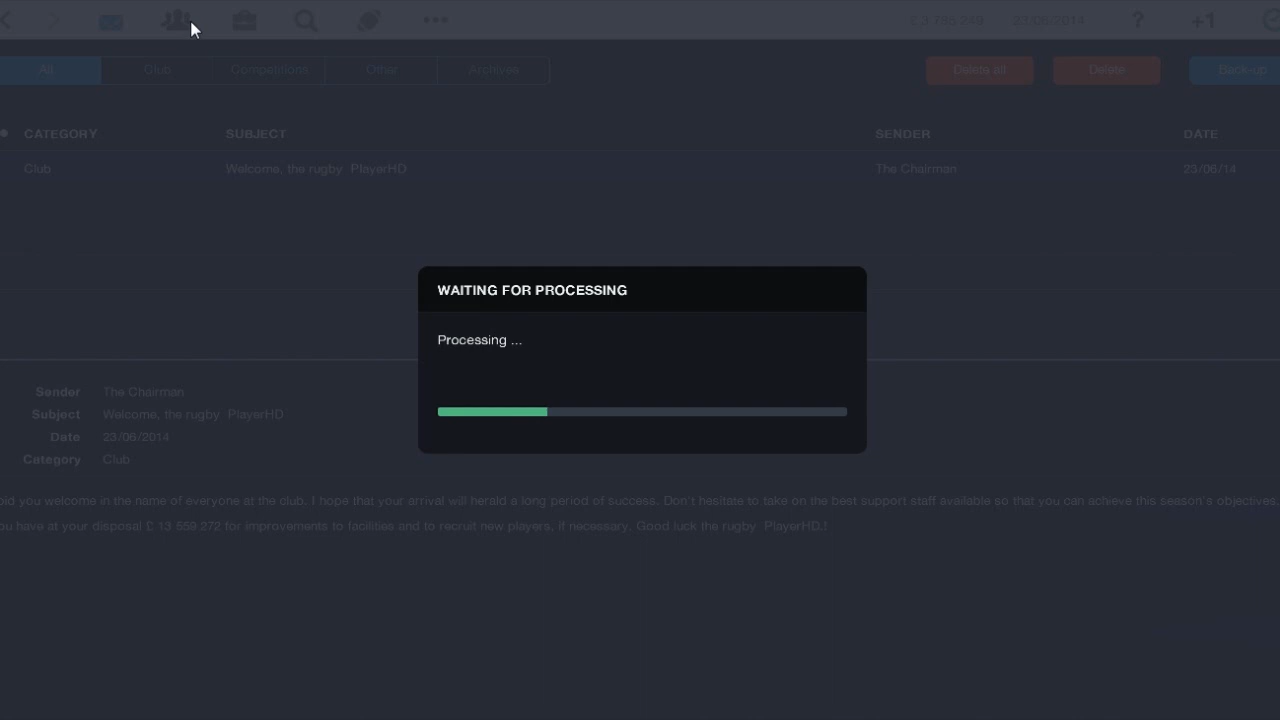 23/06/2014 ? +1
All Club Competitions Other Archives Delete all Delete Back-up
CATEGORY SUBJECT SENDER DATE
Club Welcome, the rugby PlayerHD The Chairman 23/06/14
WAITING FOR PROCESSING
Processing ...
Sender The Chairman
Subject Welcome, the rugby PlayerHD
Date 23/06/2014
Category Club
bid you welcome in the name of everyone at the club. I hope that your arrival will herald a long period of success. Don't hesitate to take on the best support staff available so that you can achieve this season's objectives.
ou have at your disposal £ 13 559 272 for improvements to facilities and to recruit new players, if necessary. Good luck the rugby PlayerHD.!